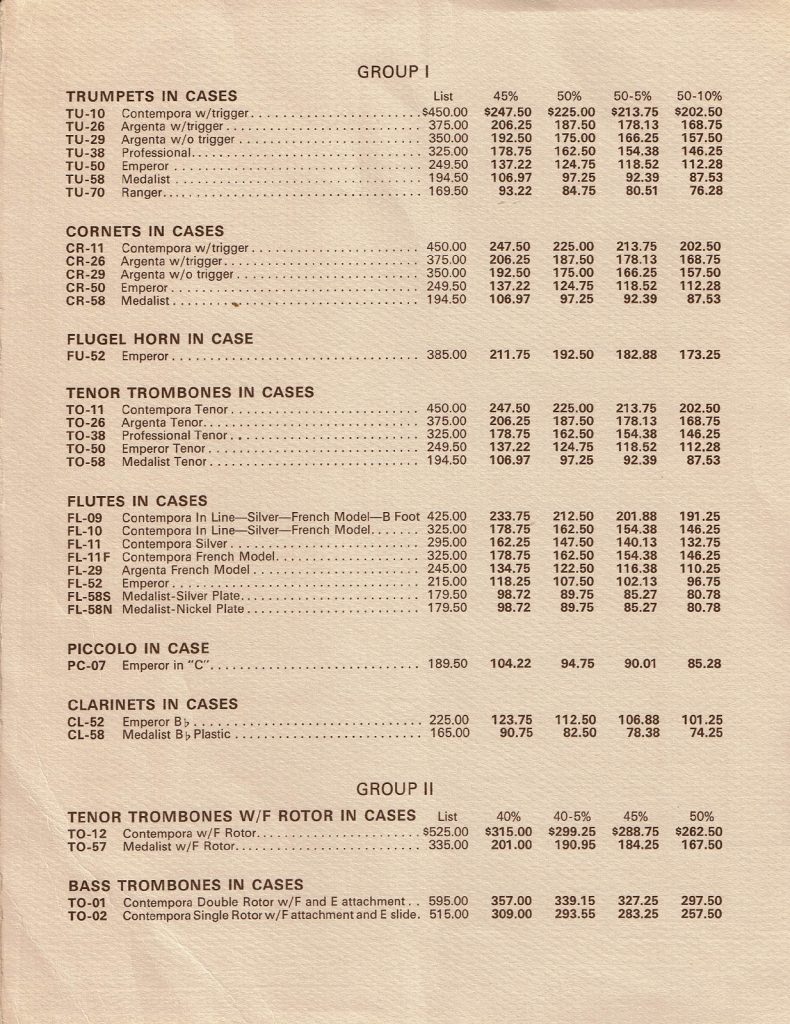 GROUP I
TRUMPETS IN CASES List 45% 50% 50-5% 50-10%
TU-10 Contempora w/trigger............................$450.00 $247.50 $225.00 $213.75 $202.50
TU-26 Argenta w/trigger................................ 375.00 206.25 187.50 178.13 168.75
TU-29 Argenta w/o trigger.............................. 350.00 192.50 175.00 166.25 157.50
TU-38 Professional..................................... 325.00 178.75 162.50 154.38 146.25
TU-50 Emperor ......................................... 249.50 137.22 124.75 118.52 112.28
TU-58 Medalist ........................................ 194.50 106.97 97.25 92.39 87.53
TU-70 Ranger........................................... 169.50 93.22 84.75 80.51 76.28
CORNETS IN CASES
CR-11 Contempora w/trigger............................ 450.00 247.50 225.00 213.75 202.50
CR-26 Argenta w/trigger................................ 375.00 206.25 187.50 178.13 168.75
CR-29 Argenta w/o trigger.............................. 350.00 192.50 175.00 166.25 157.50
CR-50 Emperor.......................................... 249.50 137.22 124.75 118.52 112.28
CR-58 Medalist......................................... 194.50 106.97 97.25 92.39 87.53
FLUGEL HORN IN CASE
FU-52 Emperor.......................................... 385.00 211.75 192.50 182.88 173.25
TENOR TROMBONES IN CASES
TO-11 Contempora Tenor................................. 450.00 247.50 225.00 213.75 202.50
TO-26 Argenta Tenor.................................... 375.00 206.25 187.50 178.13 168.75
TO-38 Professional Tenor............................... 325.00 178.75 162.50 154.38 146.25
TO-50 Emperor Tenor.................................... 249.50 137.22 124.75 118.52 112.28
TO-58 Medalist Tenor................................... 194.50 106.97 97.25 92.39 87.53
FLUTES IN CASES
FL-09 Contempora In Line—Silver—French Model—B Foot 425.00 233.75 212.50 201.88 191.25
FL-10 Contempora In Line—Silver—French Model....... 325.00 178.75 162.50 154.38 146.25
FL-11 Contempora Silver................................ 295.00 162.25 147.50 140.13 132.75
FL-11F Contempora French Model......................... 325.00 178.75 162.50 154.38 146.25
FL-29 Argenta French Model............................. 245.00 134.75 122.50 116.38 110.25
FL-52 Emperor.......................................... 215.00 118.25 107.50 102.13 96.75
FL-58S Medalist-Silver Plate........................... 179.50 98.72 89.75 85.27 80.78
FL-58N Medalist-Nickel Plate........................... 179.50 98.72 89.75 85.27 80.78
PICCOLO IN CASE
PC-07 Emperor in “C”................................... 189.50 104.22 94.75 90.01 85.28
CLARINETS IN CASES
CL-52 Emperor B♭....................................... 225.00 123.75 112.50 106.88 101.25
CL-58 Medalist B♭ Plastic.............................. 165.00 90.75 82.50 78.38 74.25
GROUP II
TENOR TROMBONES W/F ROTOR IN CASES List 40% 40-5% 45% 50%
TO-12 Contempora w/F Rotor.............................$525.00 $315.00 $299.25 $288.75 $262.50
TO-57 Medalist w/F Rotor............................... 335.00 201.00 190.95 184.25 167.50
BASS TROMBONES IN CASES
TO-01 Contempora Double Rotor w/F and E attachment.. 595.00 357.00 339.15 327.25 297.50
TO-02 Contempora Single Rotor w/F attachment and E slide. 515.00 309.00 293.55 283.25 257.50